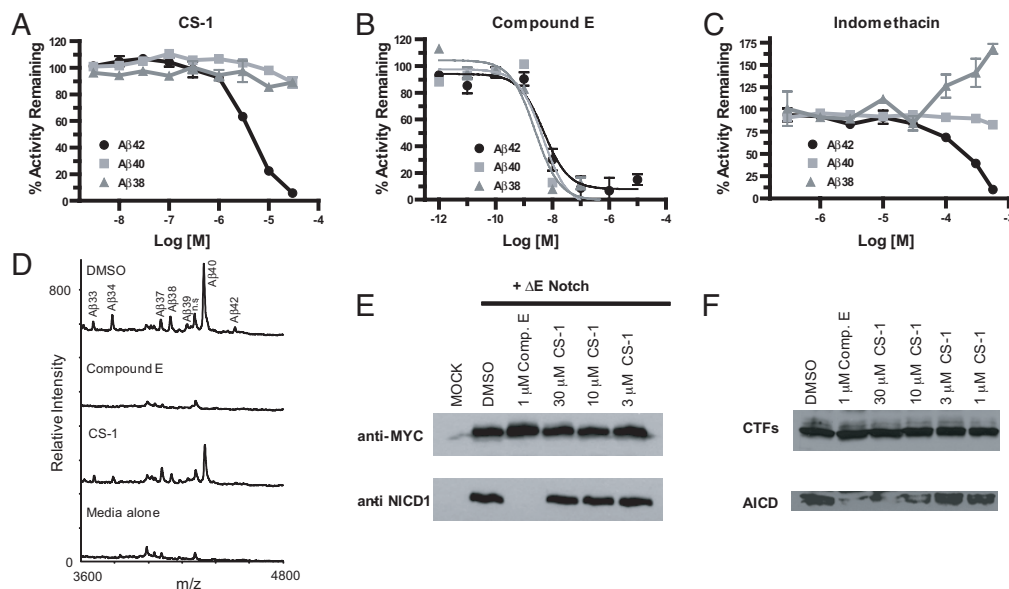 A
CS-1
% Activity Remaining
120
100
80
60
40
20
0
Aβ42
Aβ40
Aβ38
-8
-7
-6
-5
-4
Log [M]
B
Compound E
% Activity Remaining
120
100
80
60
40
20
0
Aβ42
Aβ40
Aβ38
-12
-10
-8
-6
-4
Log [M]
C
Indomethacin
% Activity Remaining
175
150
125
100
75
50
25
0
Aβ42
Aβ40
Aβ38
-6
-5
-4
-3
Log [M]
D
Relative Intensity
800
0
DMSO
Aβ33
Aβ34
Aβ37
Aβ38
Aβ39
n.s
Aβ40
Aβ42
Compound E
CS-1
Media alone
3600
4800
m/z
E
+ ΔE Notch
MOCK
DMSO
1 μM Comp. E
30 μM CS-1
10 μM CS-1
3 μM CS-1
anti-MYC
anti NICD1
F
DMSO
1 μM Comp. E
30 μM CS-1
10 μM CS-1
3 μM CS-1
1 μM CS-1
CTFs
AICD